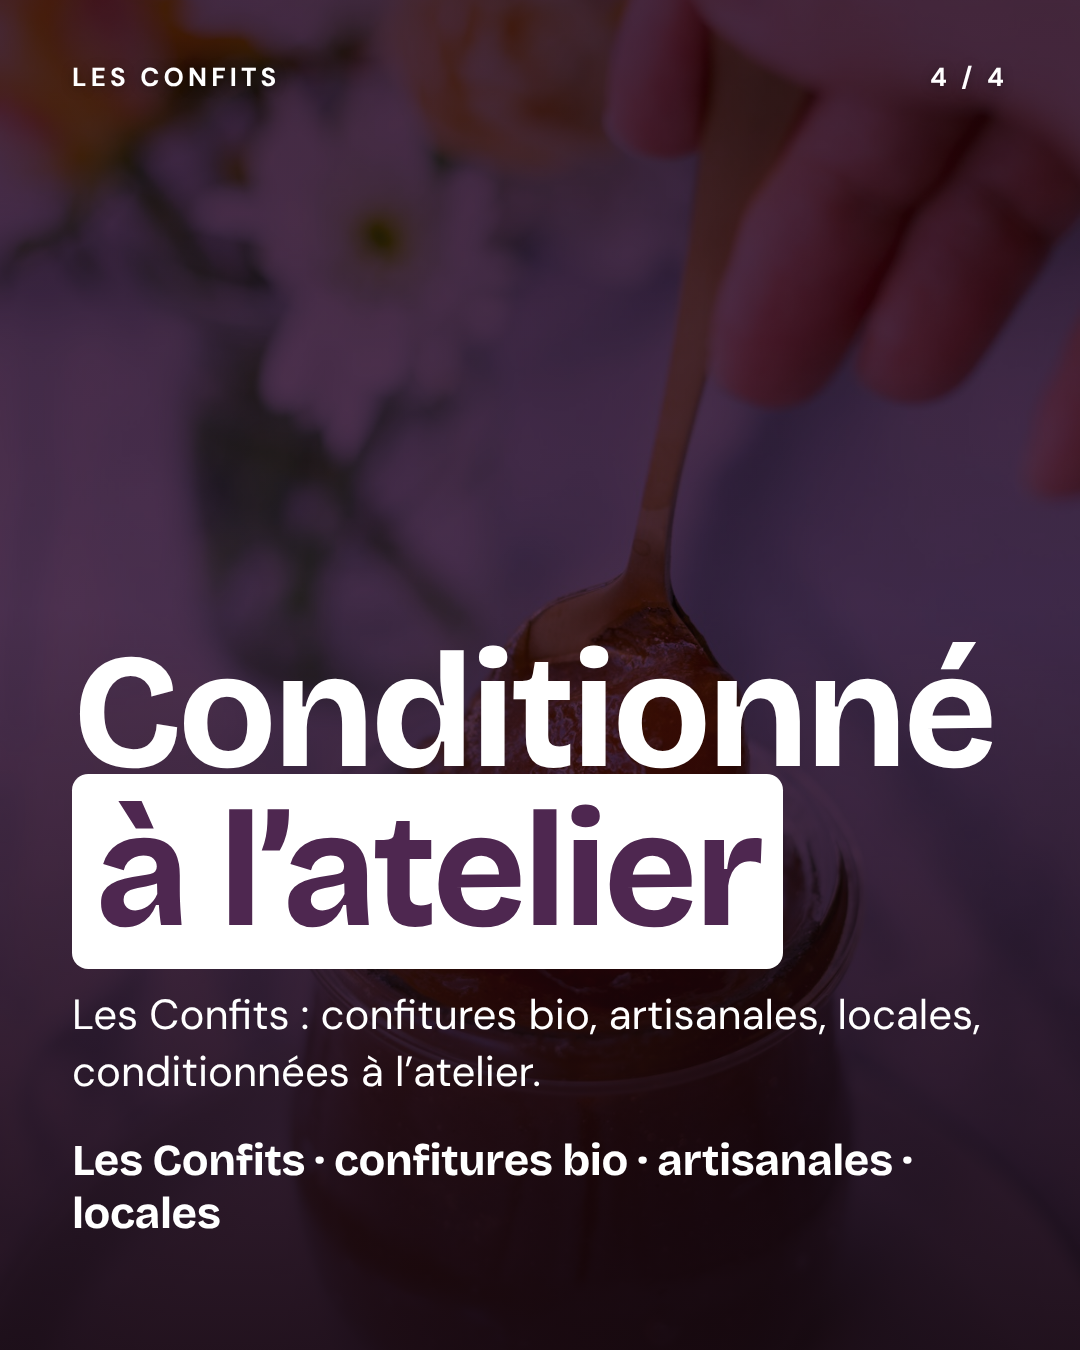 LES CONFITS
4 / 4
Conditionné
à l’atelier
Les Confits : confitures bio, artisanales, locales,
conditionnées à l’atelier.
Les Confits · confitures bio · artisanales ·
locales